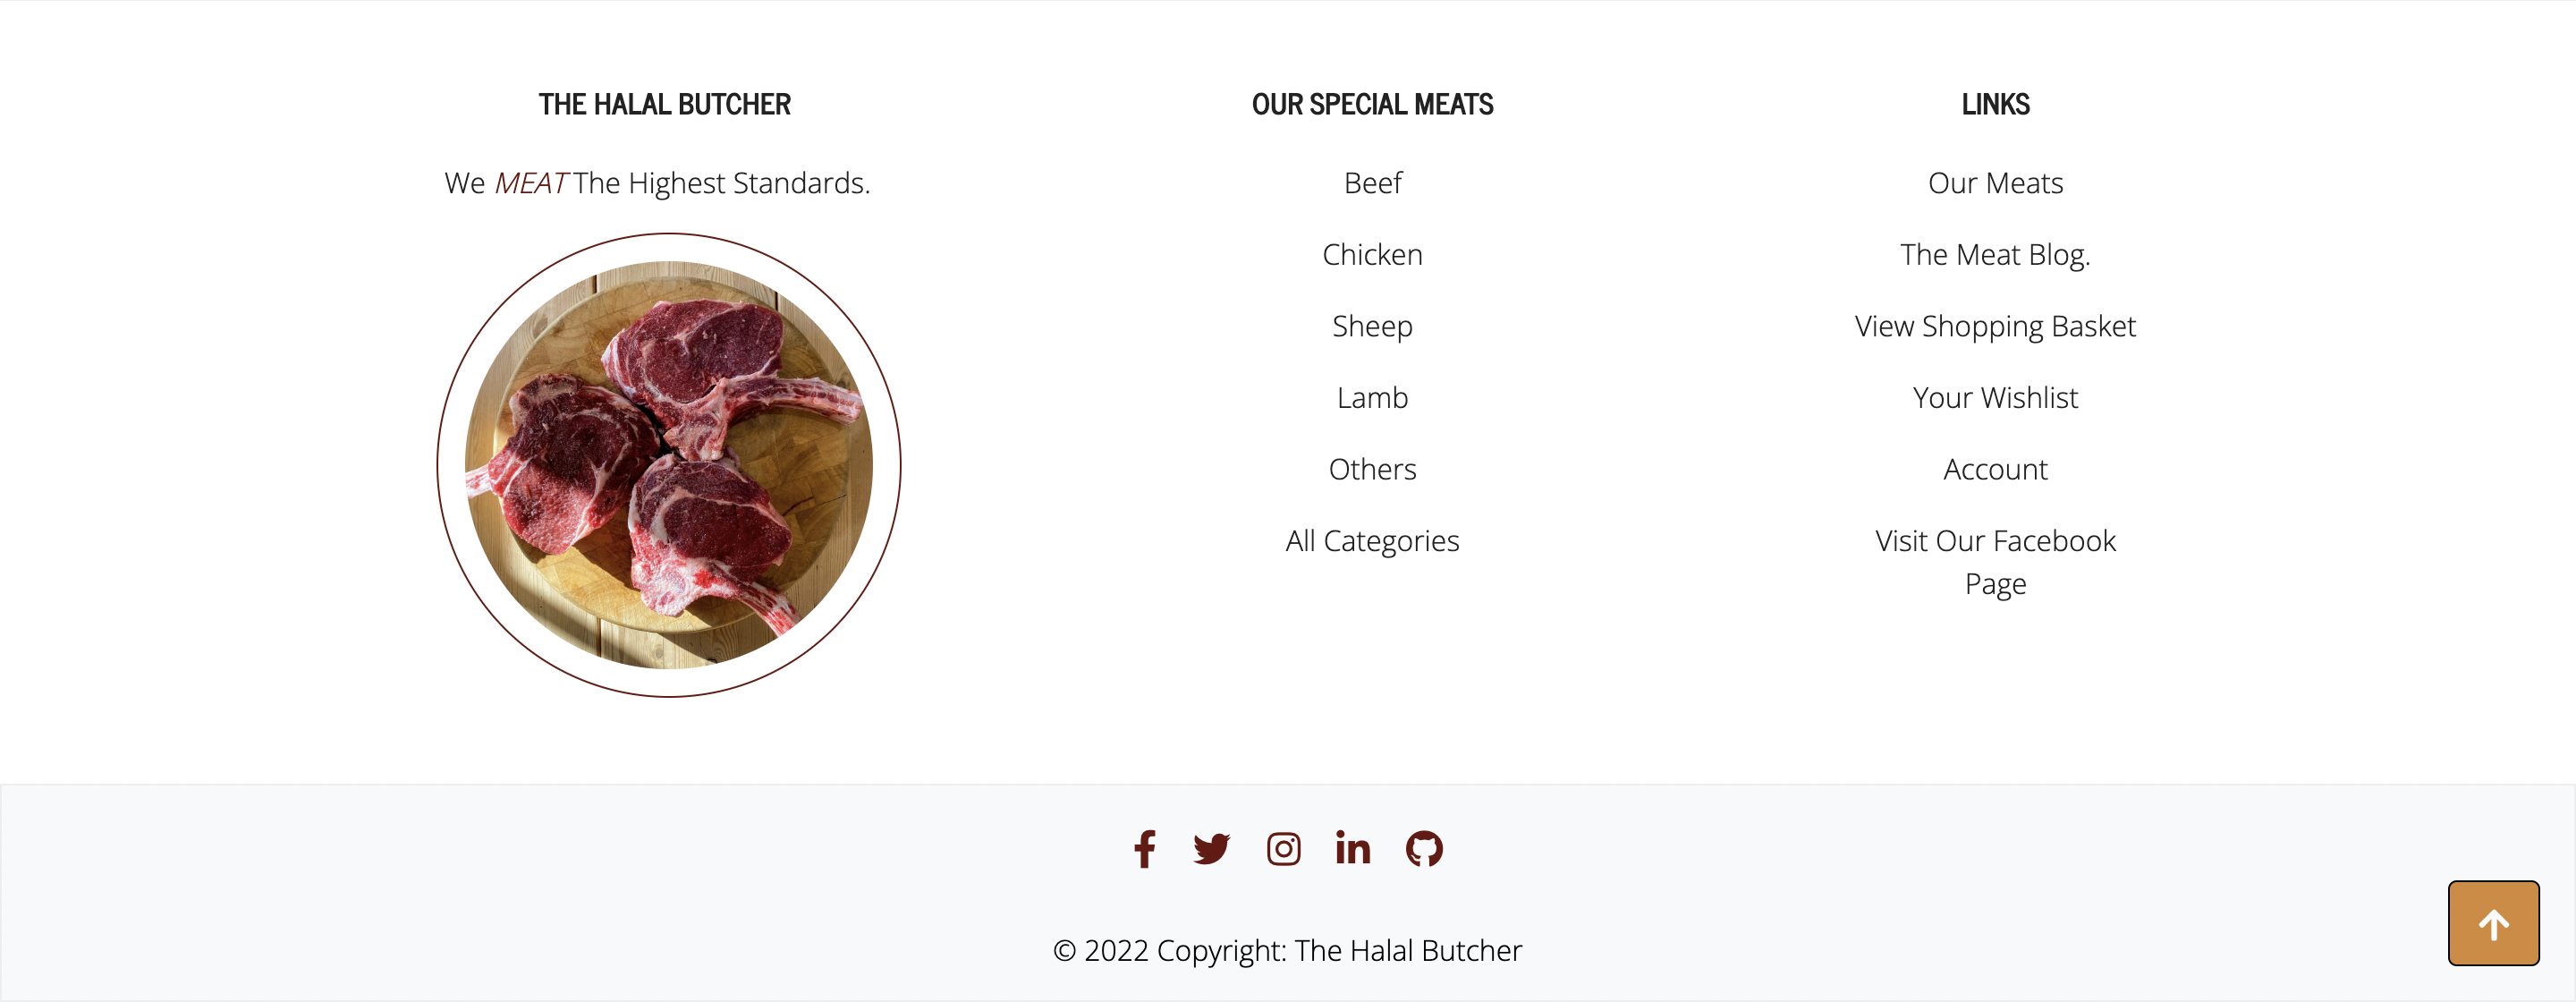 THE HALAL BUTCHER
We MEAT The Highest Standards.
OUR SPECIAL MEATS
Beef
Chicken
Sheep
Lamb
Others
All Categories
LINKS
Our Meats
The Meat Blog.
View Shopping Basket
Your Wishlist
Account
Visit Our Facebook
Page
© 2022 Copyright: The Halal Butcher